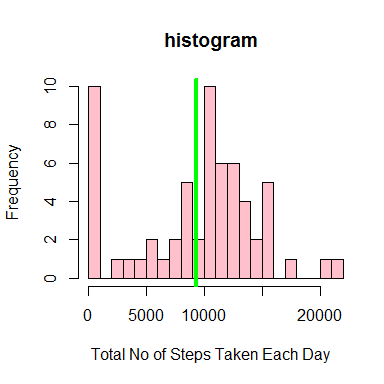 histogram
Frequency
10
8
6
4
2
0
0 5000 10000 20000
Total No of Steps Taken Each Day